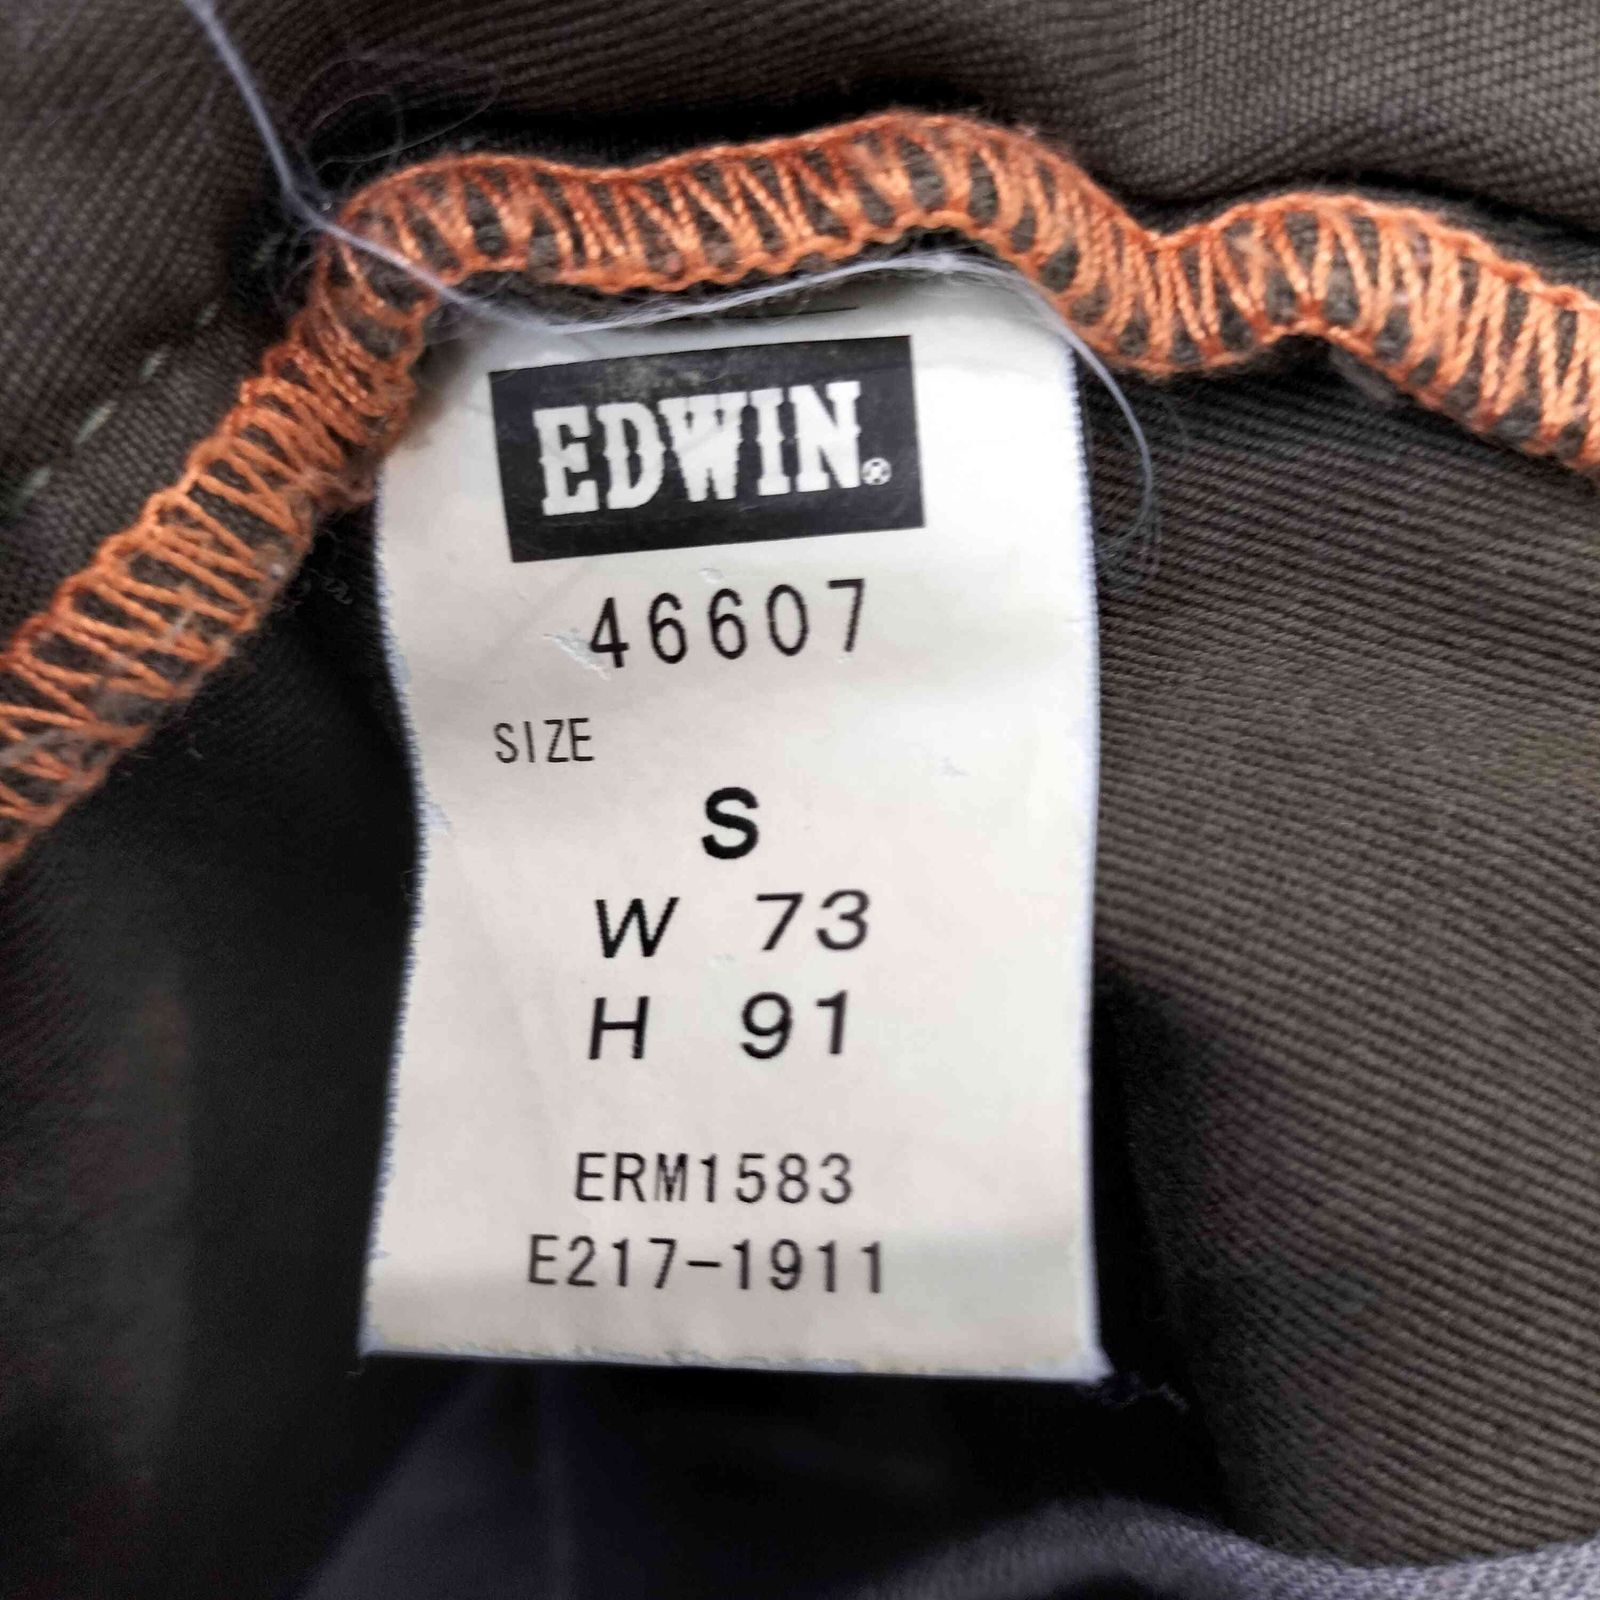 EDWIN®
46607
SIZE
S
W 73
H 91
ERM1583
E217-1911